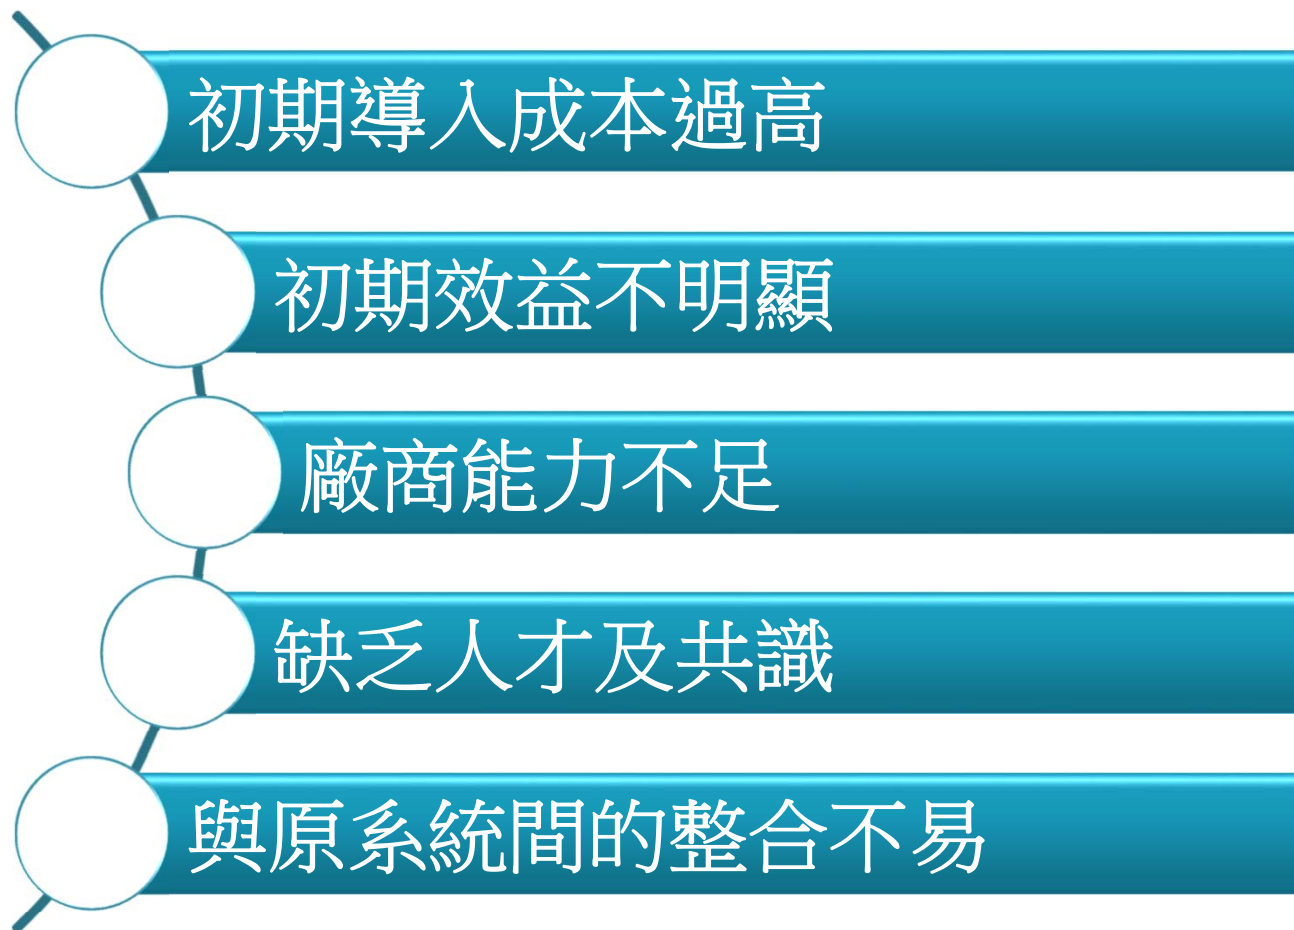 初期導入成本過高
初期效益不明顯
廠商能力不足
缺乏人才及共識
與原系統間的整合不易